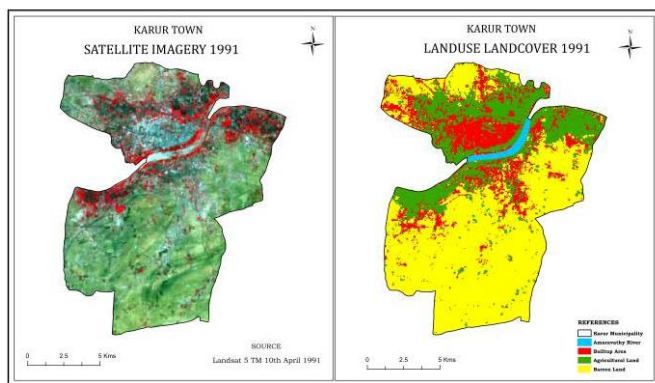 KARUR TOWN
SATELLITE IMAGERY 1991
N
0 2.5 5 Kms
SOURCE
Landsat 5 TM 10th April 1991
KARUR TOWN
LANDUSE LANDCOVER 1991
N
REFERENCES
Karur Municipality
Amaravathy River
Builtup Area
Agricultural Land
Barren Land
0 2.5 5 Kms